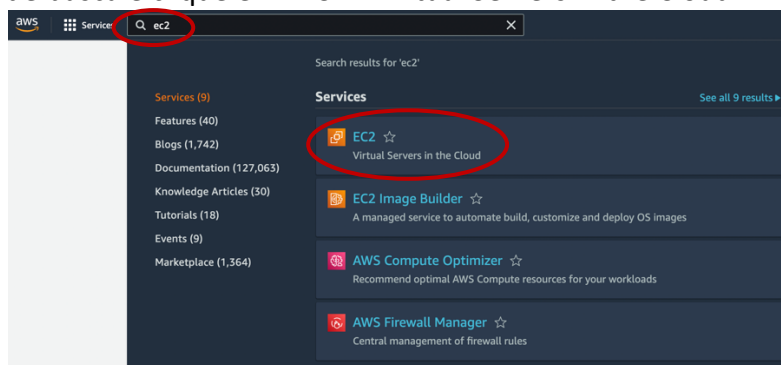 aws
Services
ec2
Search results for 'ec2'
Services (9)
Features (40)
Blogs (1,742)
Documentation (127,063)
Knowledge Articles (30)
Tutorials (18)
Events (9)
Marketplace (1,364)
Services
See all 9 results
EC2
Virtual Servers in the Cloud
EC2 Image Builder
A managed service to automate build, customize and deploy OS images
AWS Compute Optimizer
Recommend optimal AWS Compute resources for your workloads
AWS Firewall Manager
Central management of firewall rules